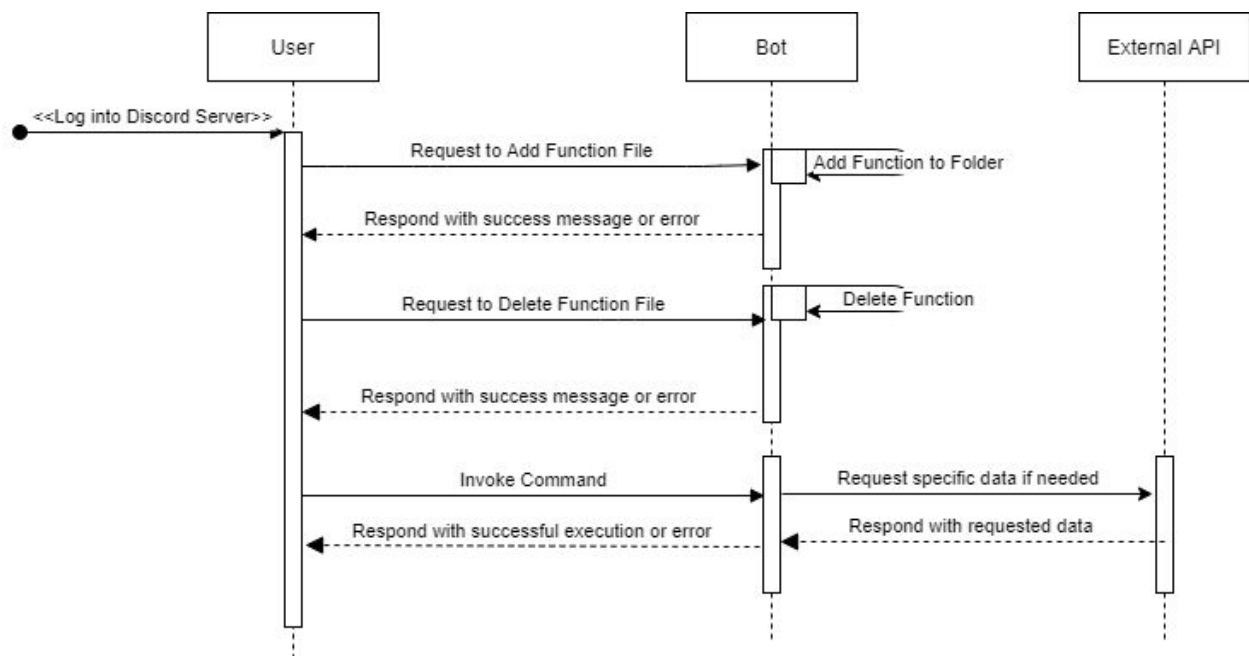 User
Bot
External API
<<Log into Discord Server>>
Request to Add Function File
Add Function to Folder
Respond with success message or error
Request to Delete Function File
Delete Function
Respond with success message or error
Invoke Command
Request specific data if needed
Respond with successful execution or error
Respond with requested data